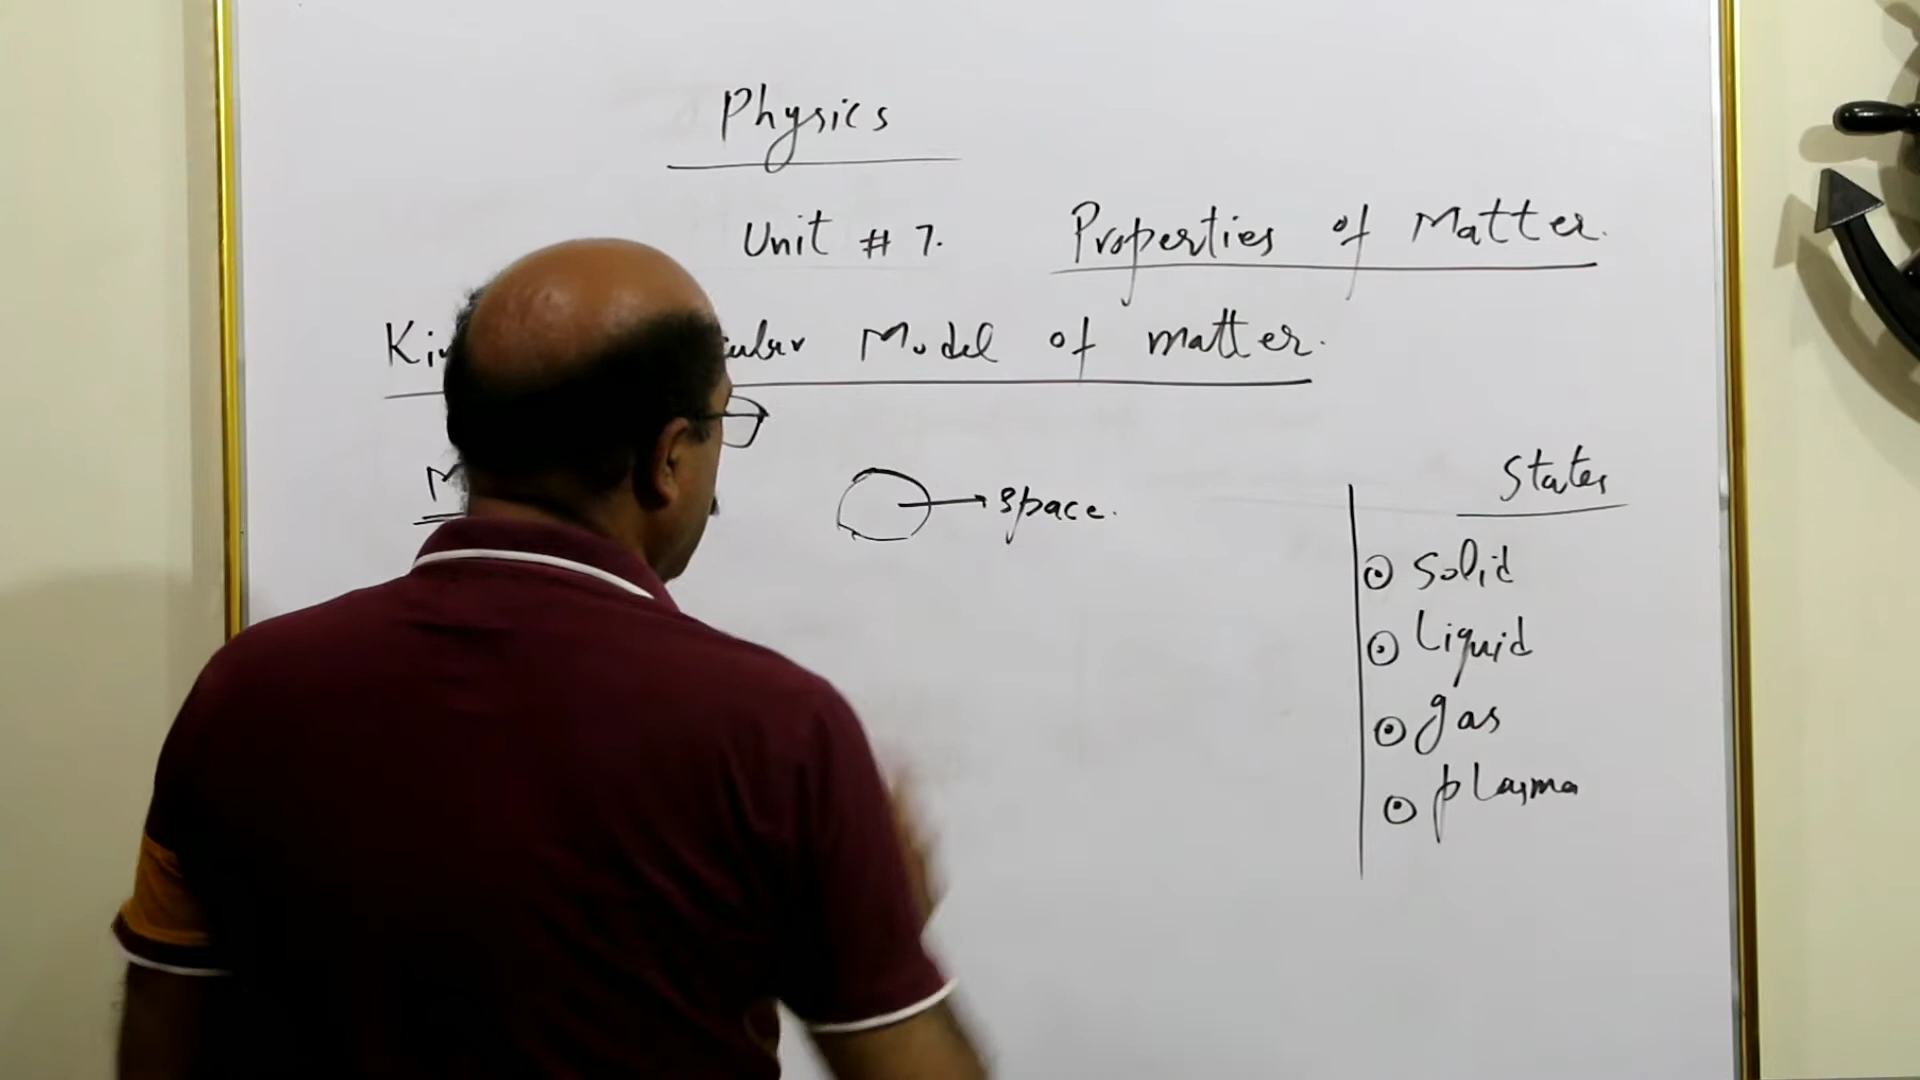 Physics
Unit # 7. Properties of Matter.
Model of matter.
space.
States
Solid
Liquid
gas
plasma